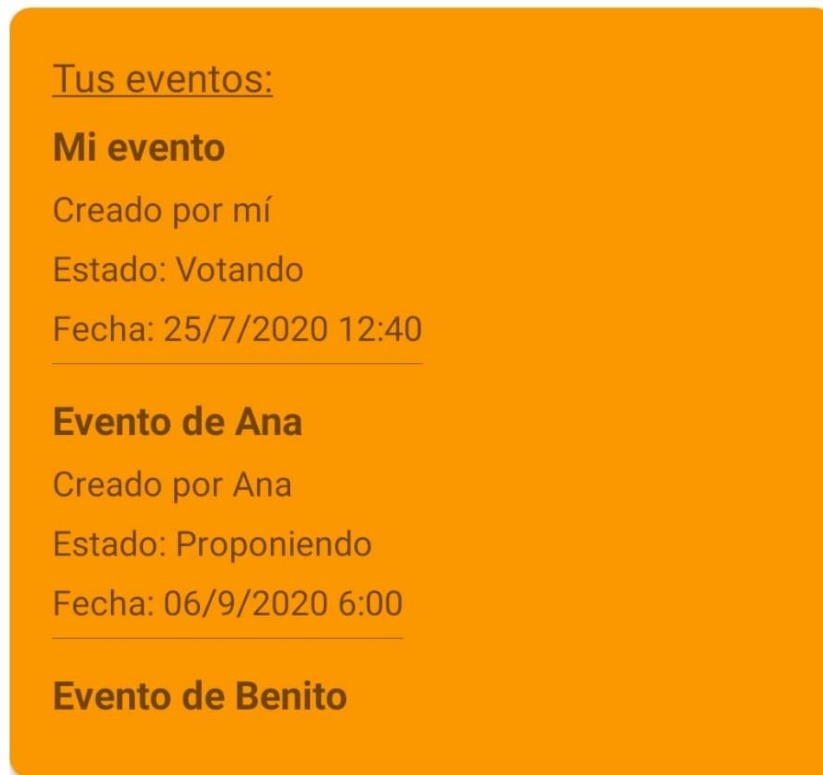 Tus eventos:
Mi evento
Creado por mí
Estado: Votando
Fecha: 25/7/2020 12:40
Evento de Ana
Creado por Ana
Estado: Proponiendo
Fecha: 06/9/2020 6:00
Evento de Benito